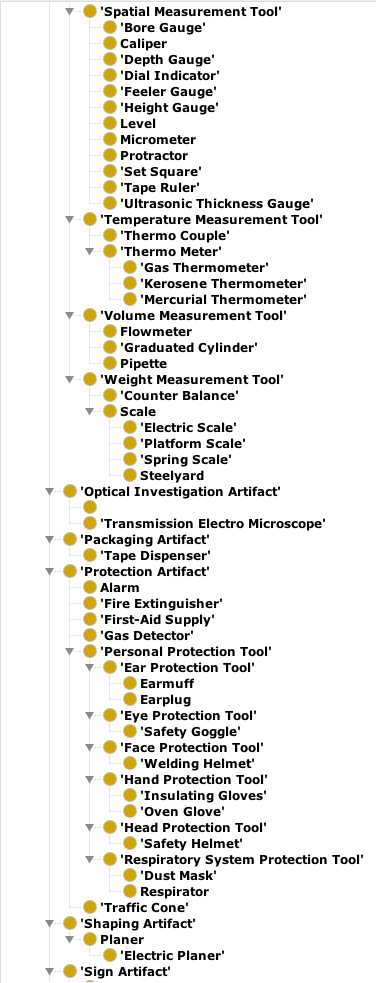 'Spatial Measurement Tool'
'Bore Gauge'
Caliper
'Depth Gauge'
'Dial Indicator'
'Feeler Gauge'
'Height Gauge'
Level
Micrometer
Protractor
'Set Square'
'Tape Ruler'
'Ultrasonic Thickness Gauge'
'Temperature Measurement Tool'
'Thermo Couple'
'Thermo Meter'
'Gas Thermometer'
'Kerosene Thermometer'
'Mercurial Thermometer'
'Volume Measurement Tool'
Flowmeter
'Graduated Cylinder'
Pipette
'Weight Measurement Tool'
'Counter Balance'
Scale
'Electric Scale'
'Platform Scale'
'Spring Scale'
Steelyard
'Optical Investigation Artifact'
'Transmission Electro Microscope'
'Packaging Artifact'
'Tape Dispenser'
'Protection Artifact'
Alarm
'Fire Extinguisher'
'First-Aid Supply'
'Gas Detector'
'Personal Protection Tool'
'Ear Protection Tool'
Earmuff
Earplug
'Eye Protection Tool'
'Safety Goggle'
'Face Protection Tool'
'Welding Helmet'
'Hand Protection Tool'
'Insulating Gloves'
'Oven Glove'
'Head Protection Tool'
'Safety Helmet'
'Respiratory System Protection Tool'
'Dust Mask'
Respirator
'Traffic Cone'
'Shaping Artifact'
Planer
'Electric Planer'
'Sign Artifact'